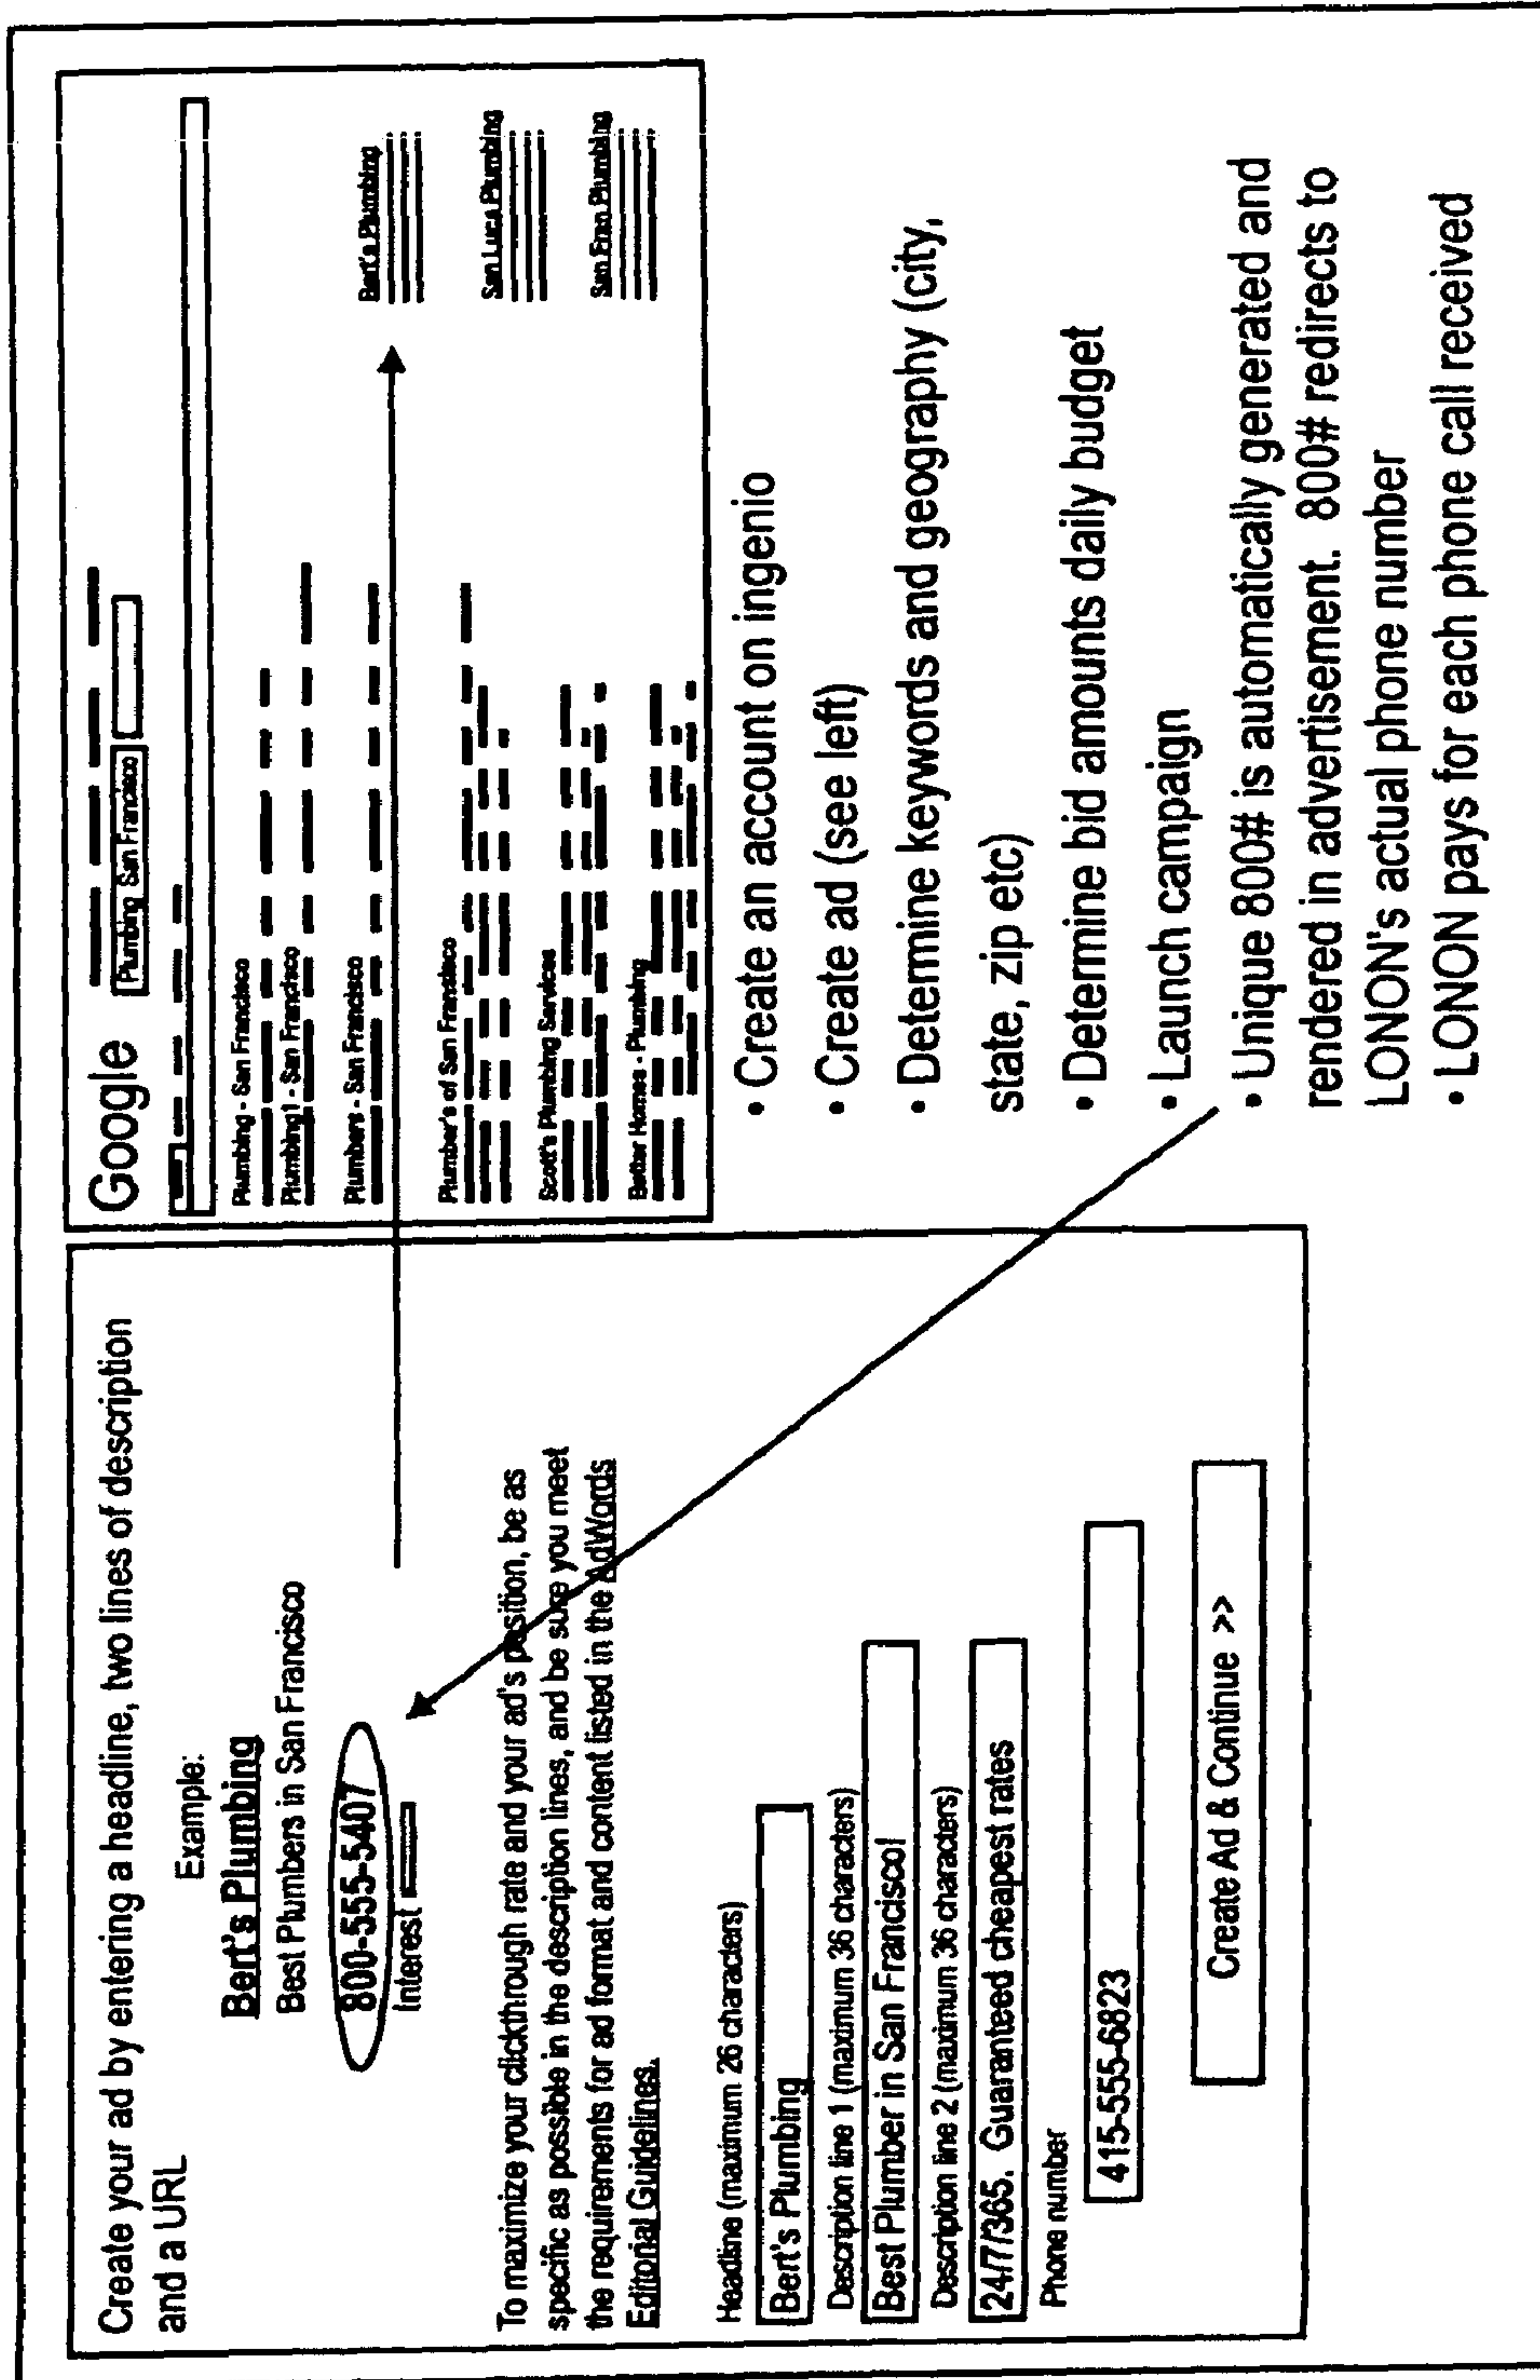 Create your ad by entering a headline, two lines of description
and a URL
Example:
Bert's Plumbing
Best Plumbers in San Francisco
800-555-5407
Interest
To maximize your clickthrough rate and your ad's position, be as
specific as possible in the description lines, and be sure you meet
the requirements for ad format and content listed in the AdWords
Editorial Guidelines.
Headline (maximum 26 characters)
Bert's Plumbing
Description line 1 (maximum 36 characters)
Best Plumber in San Francisco!
Description line 2 (maximum 36 characters)
24/7/365. Guaranteed cheapest rates
Phone number
415-555-6823
Create Ad & Continue >>
Google
Plumbing San Francisco
Plumbing - San Francisco
Plumbing! - San Francisco
Plumbers - San Francisco
Plumber's of San Francisco
Scott's Plumbing Services
Better Homes - Plumbing
Bert's Plumbing
San Luca Plumbing
San Fran Plumbing
• Create an account on ingenio
• Create ad (see left)
• Determine keywords and geography (city,
state, zip etc)
• Determine bid amounts daily budget
• Launch campaign
• Unique 800# is automatically generated and
rendered in advertisement. 800# redirects to
LONON's actual phone number
• LONON pays for each phone call received